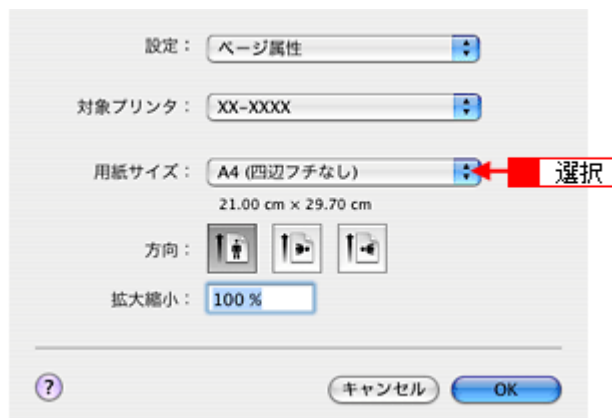 設定： ページ属性
対象プリンタ： XX-XXXX
用紙サイズ： A4 (四辺フチなし) 選択
21.00 cm × 29.70 cm
方向：
拡大縮小： 100 %
? キャンセル OK